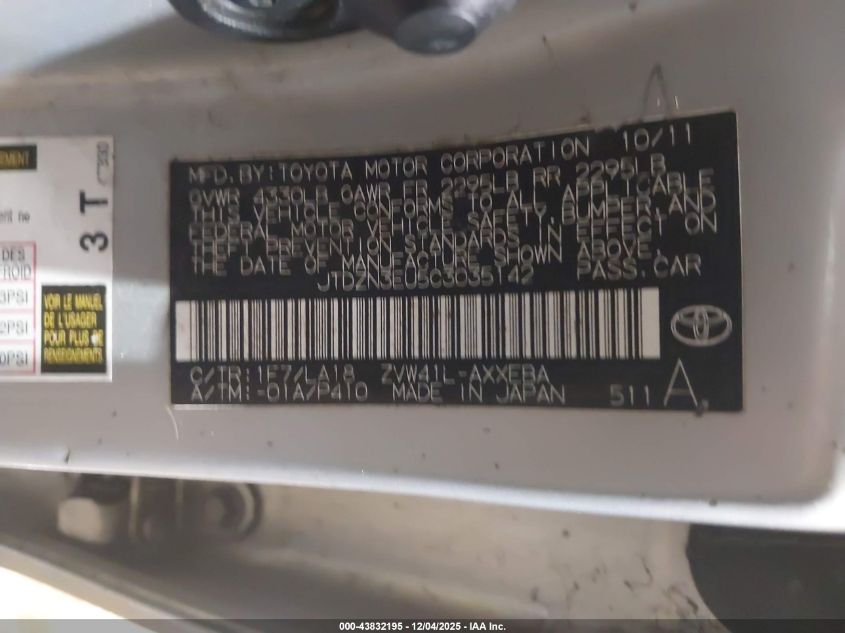 MFD.BY:TOYOTA MOTOR CORPORATION 10/11
GVWR 4330LB GAWR FR 2295LB RR 2295LB
THIS VEHICLE CONFORMS TO ALL APPLICABLE
FEDERAL MOTOR VEHICLE SAFETY, BUMPER, AND
THEFT PREVENTION STANDARDS IN EFFECT ON
THE DATE OF MANUFACTURE SHOWN ABOVE.
JTDZN3EU5C3035142 PASS.CAR
C/TR:1F7/LA18 ZVW41L-AXXEBA
A/TM:-01A/P410 MADE IN JAPAN 511 A.
3 T
VOIR LE MANUEL
DE L'USAGER
POUR PLUS DE
RENSEIGNEMENTS
000-43832195 - 12/04/2025 - IAA Inc.